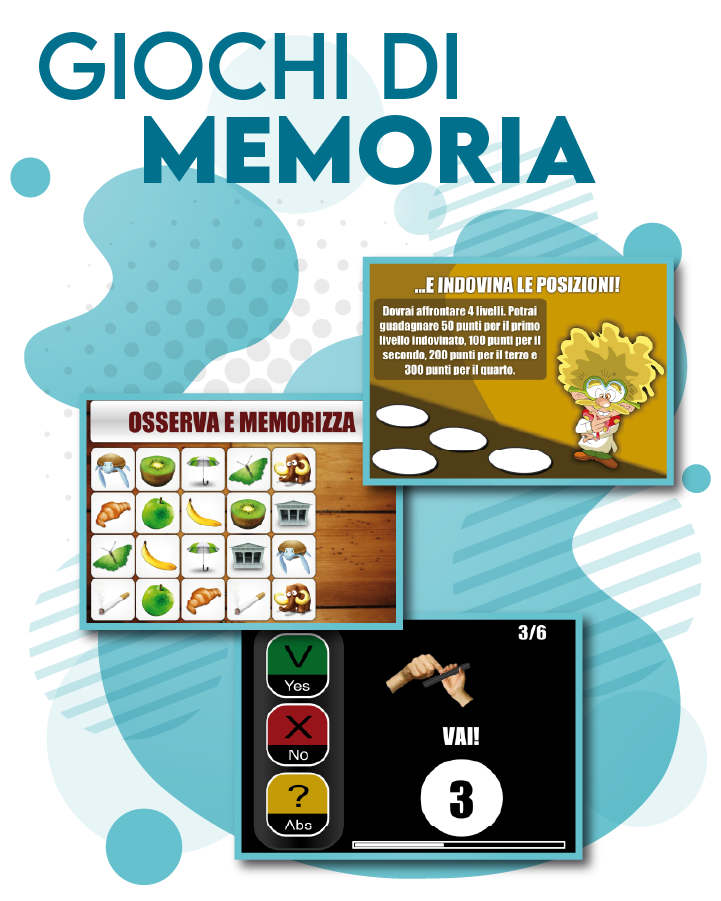 GIOCHI DI
MEMORIA
...E INDOVINA LE POSIZIONI!
Dovrai affrontare 4 livelli. Potrai
guadagnare 50 punti per il primo
livello indovinato, 100 punti per il
secondo, 200 punti per il terzo e
300 punti per il quarto.
OSSERVA E MEMORIZZA
3/6
V
Yes
X
No
?
Abs
VAI!
3